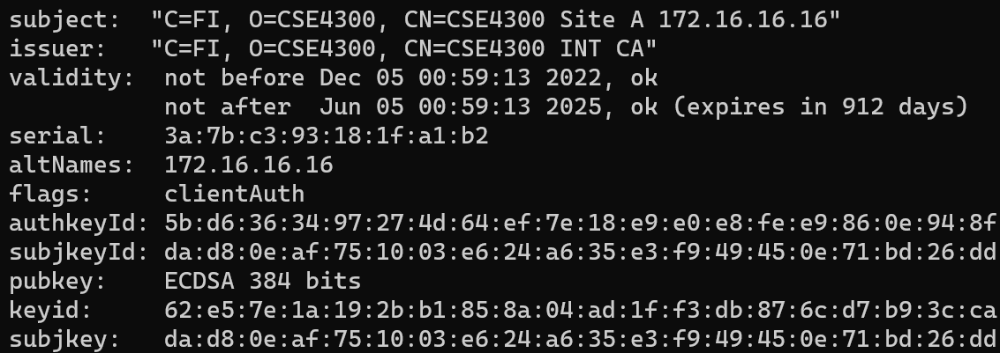 subject:  "C=FI, O=CSE4300, CN=CSE4300 Site A 172.16.16.16"
issuer:   "C=FI, O=CSE4300, CN=CSE4300 INT CA"
validity:  not before Dec 05 00:59:13 2022, ok
           not after  Jun 05 00:59:13 2025, ok (expires in 912 days)
serial:    3a:7b:c3:93:18:1f:a1:b2
altNames:  172.16.16.16
flags:     clientAuth
authkeyId: 5b:d6:36:34:97:27:4d:64:ef:7e:18:e9:e0:e8:fe:e9:86:0e:94:8f
subjkeyId: da:d8:0e:af:75:10:03:e6:24:a6:35:e3:f9:49:45:0e:71:bd:26:dd
pubkey:    ECDSA 384 bits
keyid:     62:e5:7e:1a:19:2b:b1:85:8a:04:ad:1f:f3:db:87:6c:d7:b9:3c:ca
subjkey:   da:d8:0e:af:75:10:03:e6:24:a6:35:e3:f9:49:45:0e:71:bd:26:dd